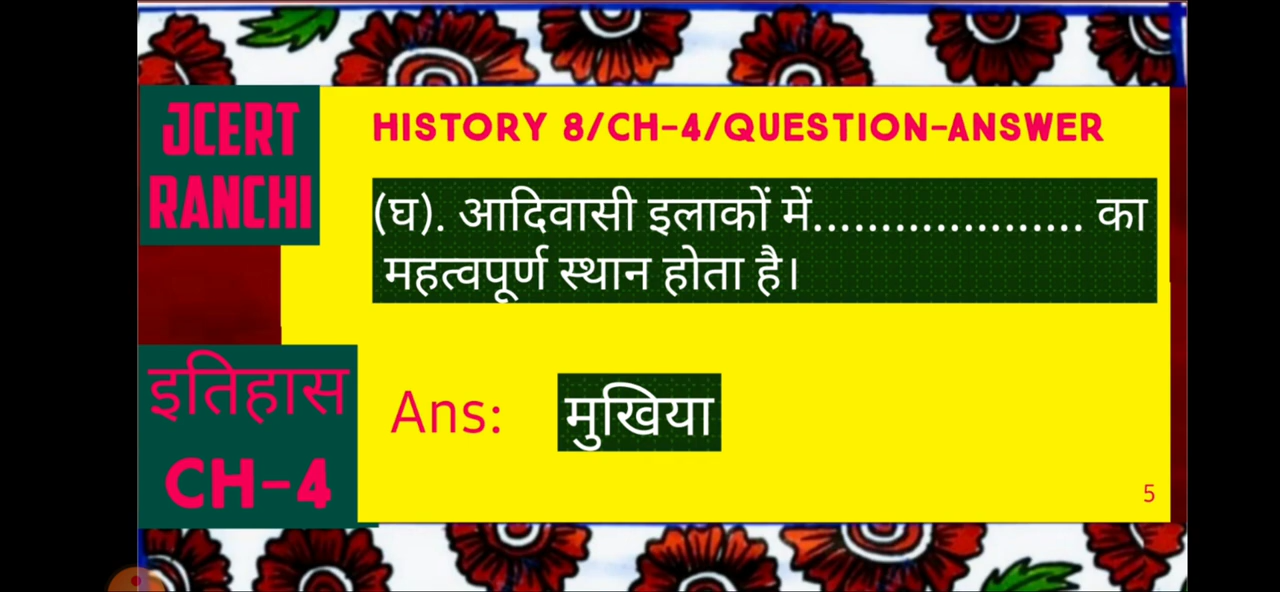 JCERT
RANCHI
HISTORY 8/CH-4/QUESTION-ANSWER
(घ). आदिवासी इलाकों में.................... का
महत्वपूर्ण स्थान होता है।
इतिहास
CH-4
Ans: मुखिया
5